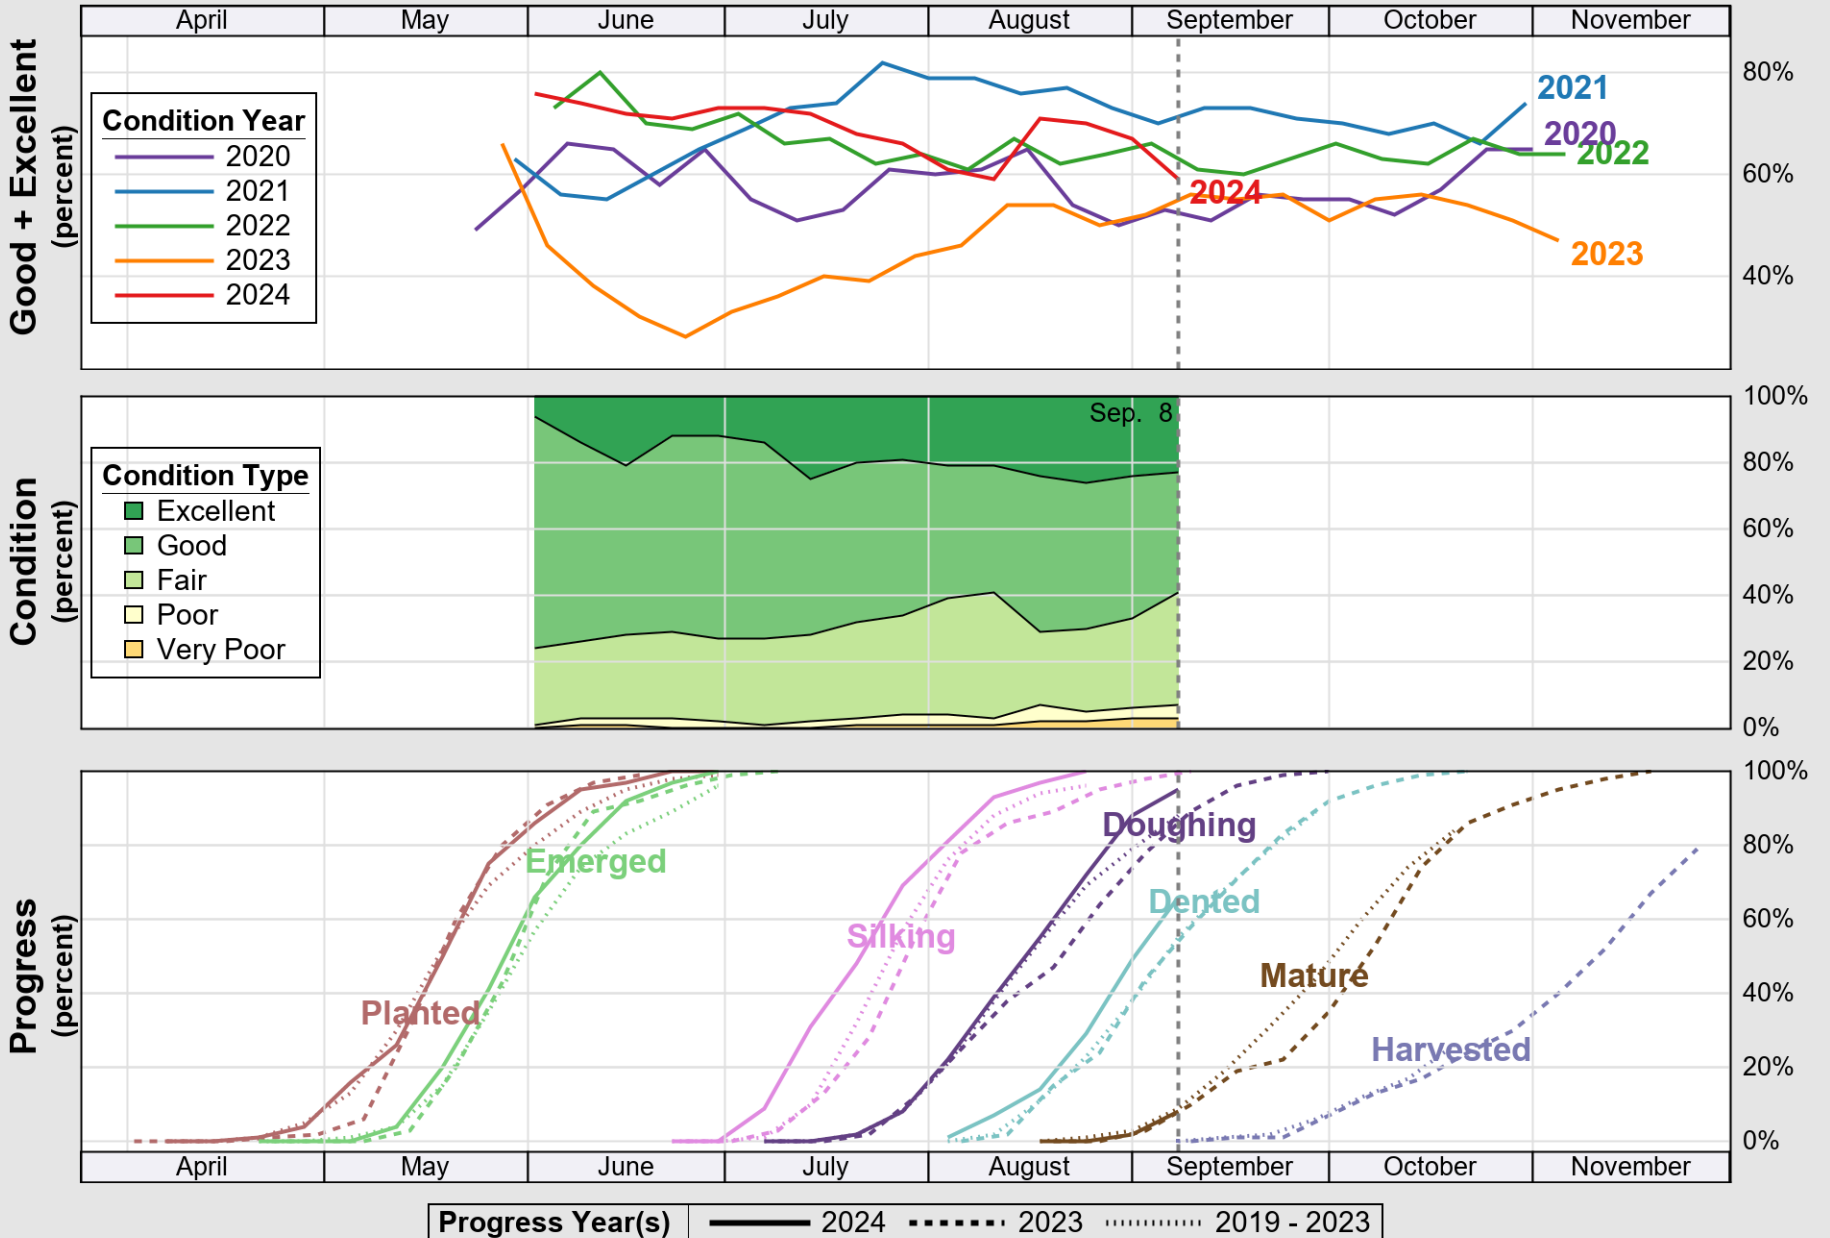 April May June July August September October November
Good + Excellent
(percent)
80%
60%
40%
Condition Year
2020
2021
2022
2023
2024
2021
2020
2022
2024
2023
Condition
(percent)
100%
80%
60%
40%
20%
0%
Sep. 8
Condition Type
Excellent
Good
Fair
Poor
Very Poor
Progress
(percent)
100%
80%
60%
40%
20%
0%
Doughing
Emerged
Dented
Silking
Mature
Planted
Harvested
April May June July August September October November
Progress Year(s) 2024 2023 2019 - 2023